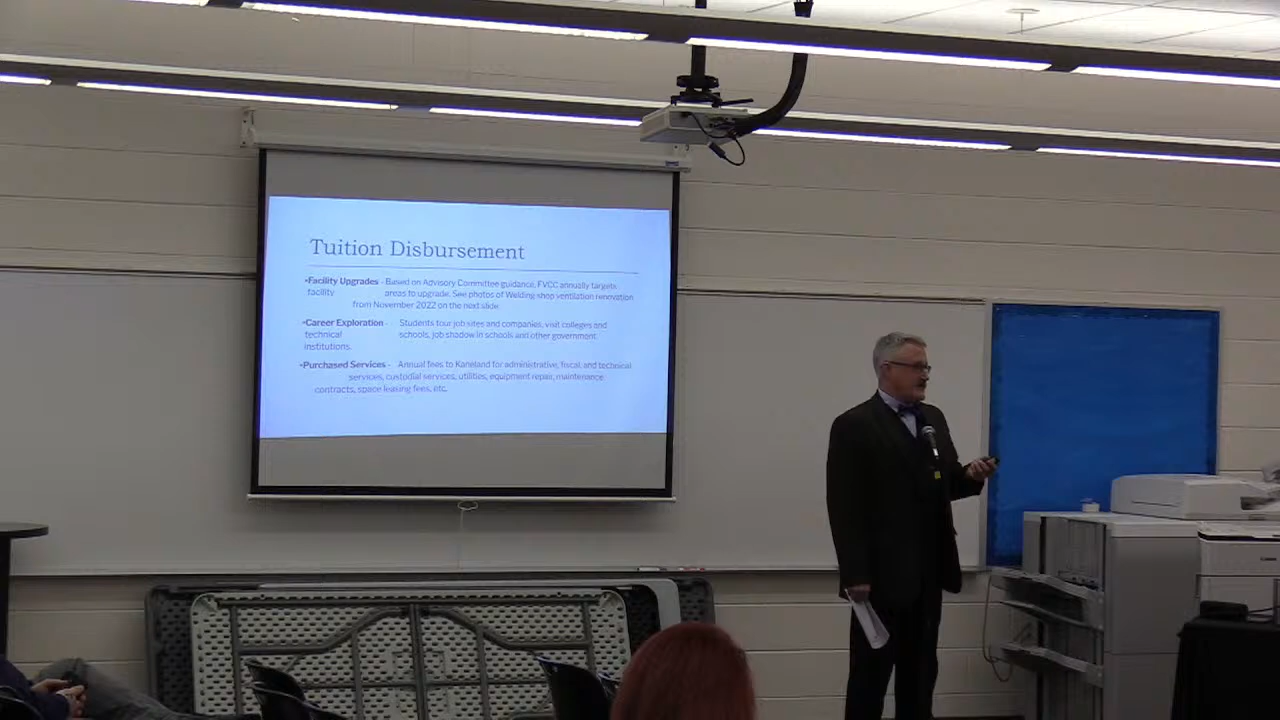 Tuition Disbursement
•Facility Upgrades - Based on Advisory Committee guidance, FVCC annually targets
facility areas to upgrade. See photos of Welding shop ventilation renovation
from November 2022 on the next slide.
•Career Exploration - Students tour job sites and companies, visit colleges and
technical schools, job shadow in schools and other government
institutions.
•Purchased Services - Annual fees to Kaneland for administrative, fiscal, and technical
services, custodial services, utilities, equipment repair, maintenance
contracts, space leasing fees, etc.